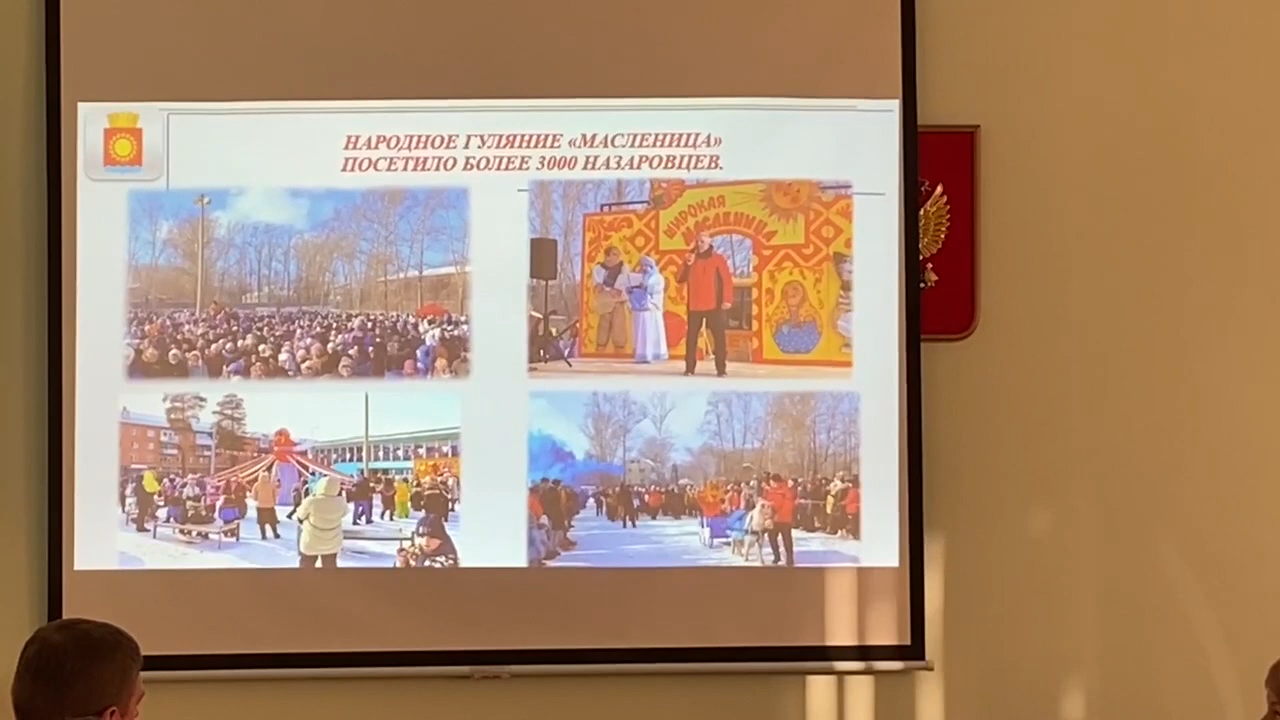 НАРОДНОЕ ГУЛЯНИЕ «МАСЛЕНИЦА»
ПОСЕТИЛО БОЛЕЕ 3000 НАЗАРОВЦЕВ.
ШИРОКАЯ
МАСЛЕНИЦА